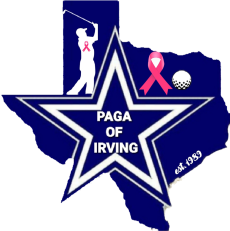 PAGA
OF
IRVING
est. 1989